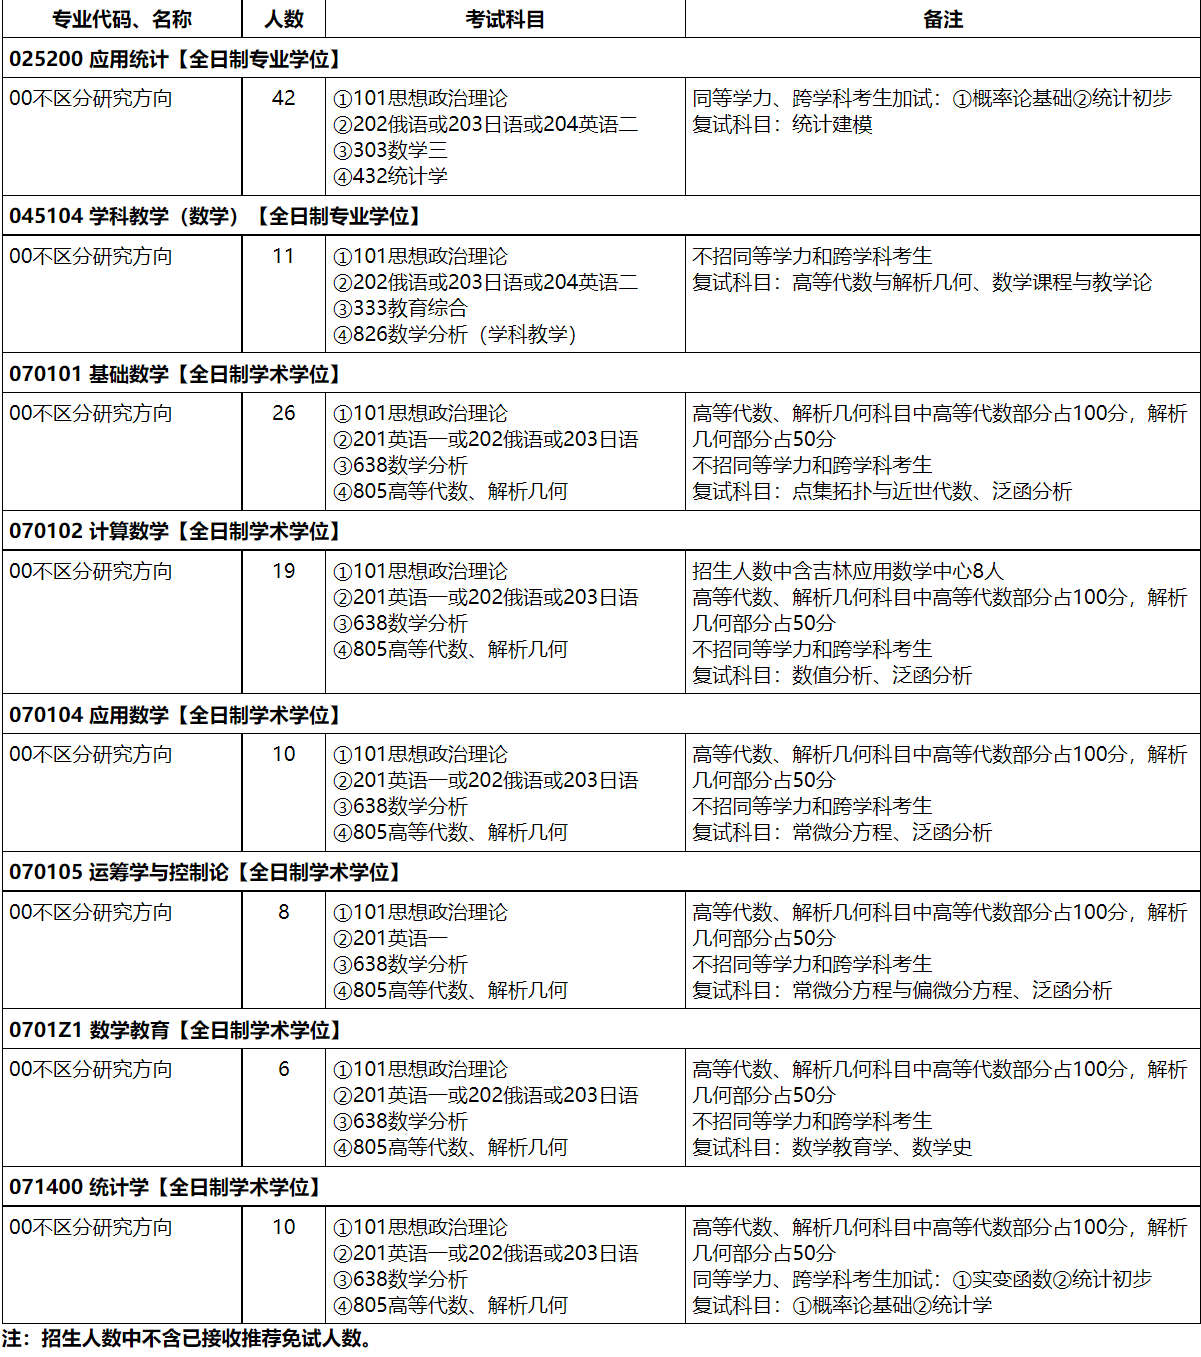 专业代码、名称 人数 考试科目 备注
025200 应用统计【全日制专业学位】
00不区分研究方向 42 ①101思想政治理论 同等学力、跨学科考生加试：①概率论基础②统计初步
②202俄语或203日语或204英语二 复试科目：统计建模
③303数学三
④432统计学
045104 学科教学（数学）【全日制专业学位】
00不区分研究方向 11 ①101思想政治理论 不招同等学力和跨学科考生
②202俄语或203日语或204英语二 复试科目：高等代数与解析几何、数学课程与教学论
③333教育综合
④826数学分析（学科教学）
070101 基础数学【全日制学术学位】
00不区分研究方向 26 ①101思想政治理论 高等代数、解析几何科目中高等代数部分占100分，解析
②201英语一或202俄语或203日语 几何部分占50分
③638数学分析 不招同等学力和跨学科考生
④805高等代数、解析几何 复试科目：点集拓扑与近世代数、泛函分析
070102 计算数学【全日制学术学位】
00不区分研究方向 19 ①101思想政治理论 招生人数中含吉林应用数学中心8人
②201英语一或202俄语或203日语 高等代数、解析几何科目中高等代数部分占100分，解析
③638数学分析 几何部分占50分
④805高等代数、解析几何 不招同等学力和跨学科考生
复试科目：数值分析、泛函分析
070104 应用数学【全日制学术学位】
00不区分研究方向 10 ①101思想政治理论 高等代数、解析几何科目中高等代数部分占100分，解析
②201英语一或202俄语或203日语 几何部分占50分
③638数学分析 不招同等学力和跨学科考生
④805高等代数、解析几何 复试科目：常微分方程、泛函分析
070105 运筹学与控制论【全日制学术学位】
00不区分研究方向 8 ①101思想政治理论 高等代数、解析几何科目中高等代数部分占100分，解析
②201英语一 几何部分占50分
③638数学分析 不招同等学力和跨学科考生
④805高等代数、解析几何 复试科目：常微分方程与偏微分方程、泛函分析
0701Z1 数学教育【全日制学术学位】
00不区分研究方向 6 ①101思想政治理论 高等代数、解析几何科目中高等代数部分占100分，解析
②201英语一或202俄语或203日语 几何部分占50分
③638数学分析 不招同等学力和跨学科考生
④805高等代数、解析几何 复试科目：数学教育学、数学史
071400 统计学【全日制学术学位】
00不区分研究方向 10 ①101思想政治理论 高等代数、解析几何科目中高等代数部分占100分，解析
②201英语一或202俄语或203日语 几何部分占50分
③638数学分析 同等学力、跨学科考生加试：①实变函数②统计初步
④805高等代数、解析几何 复试科目：①概率论基础②统计学
注：招生人数中不含已接收推荐免试人数。